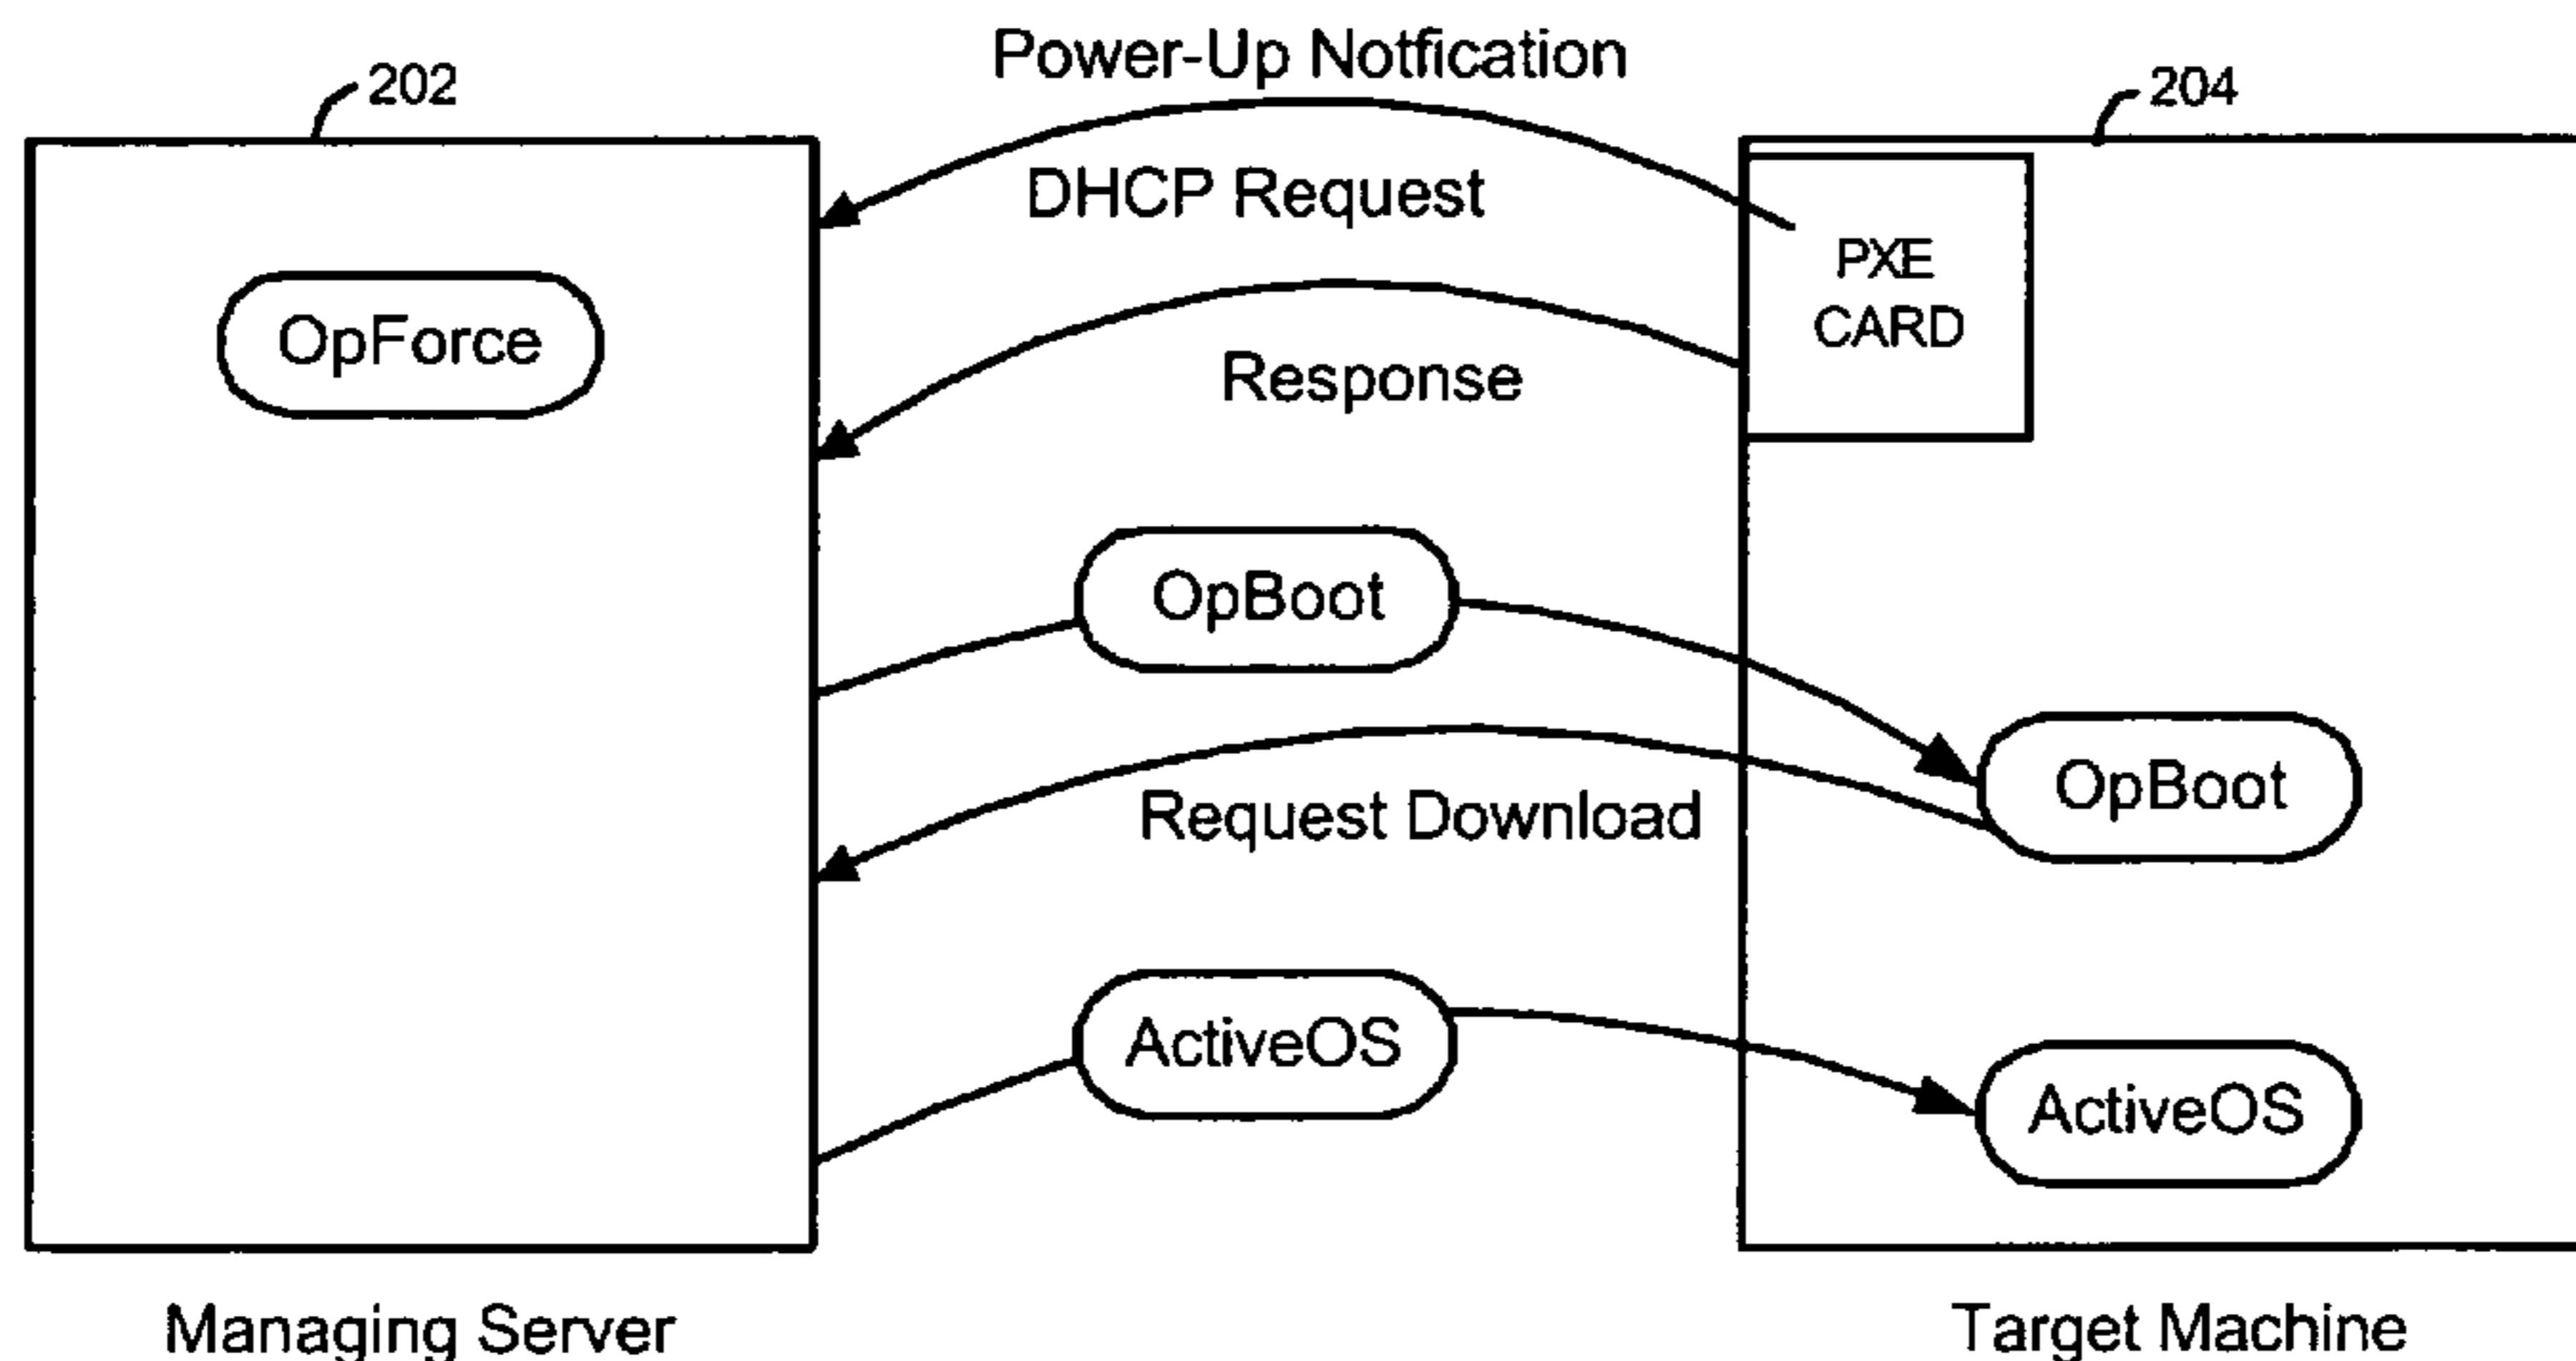 Power-Up Notfication
202
204
DHCP Request
PXE
CARD
OpForce
Response
OpBoot
OpBoot
Request Download
ActiveOS
ActiveOS
Managing Server
Target Machine